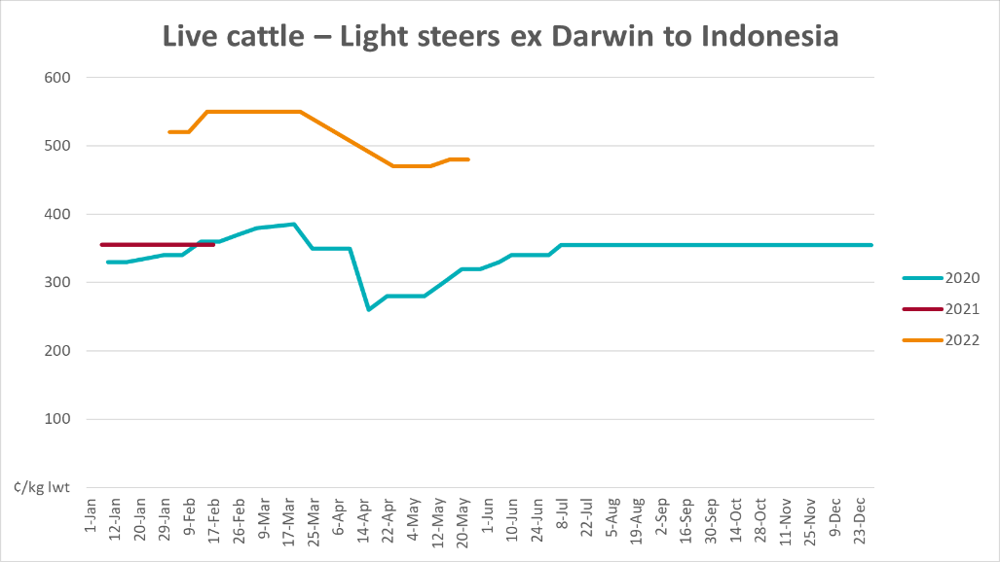 Live cattle – Light steers ex Darwin to Indonesia
600
500
400
300
200
100
¢/kg lwt
1-Jan
12-Jan
20-Jan
29-Jan
9-Feb
17-Feb
26-Feb
9-Mar
17-Mar
25-Mar
6-Apr
14-Apr
22-Apr
4-May
12-May
20-May
1-Jun
10-Jun
24-Jun
8-Jul
22-Jul
5-Aug
19-Aug
2-Sep
16-Sep
30-Sep
14-Oct
28-Oct
11-Nov
25-Nov
9-Dec
23-Dec
2020
2021
2022